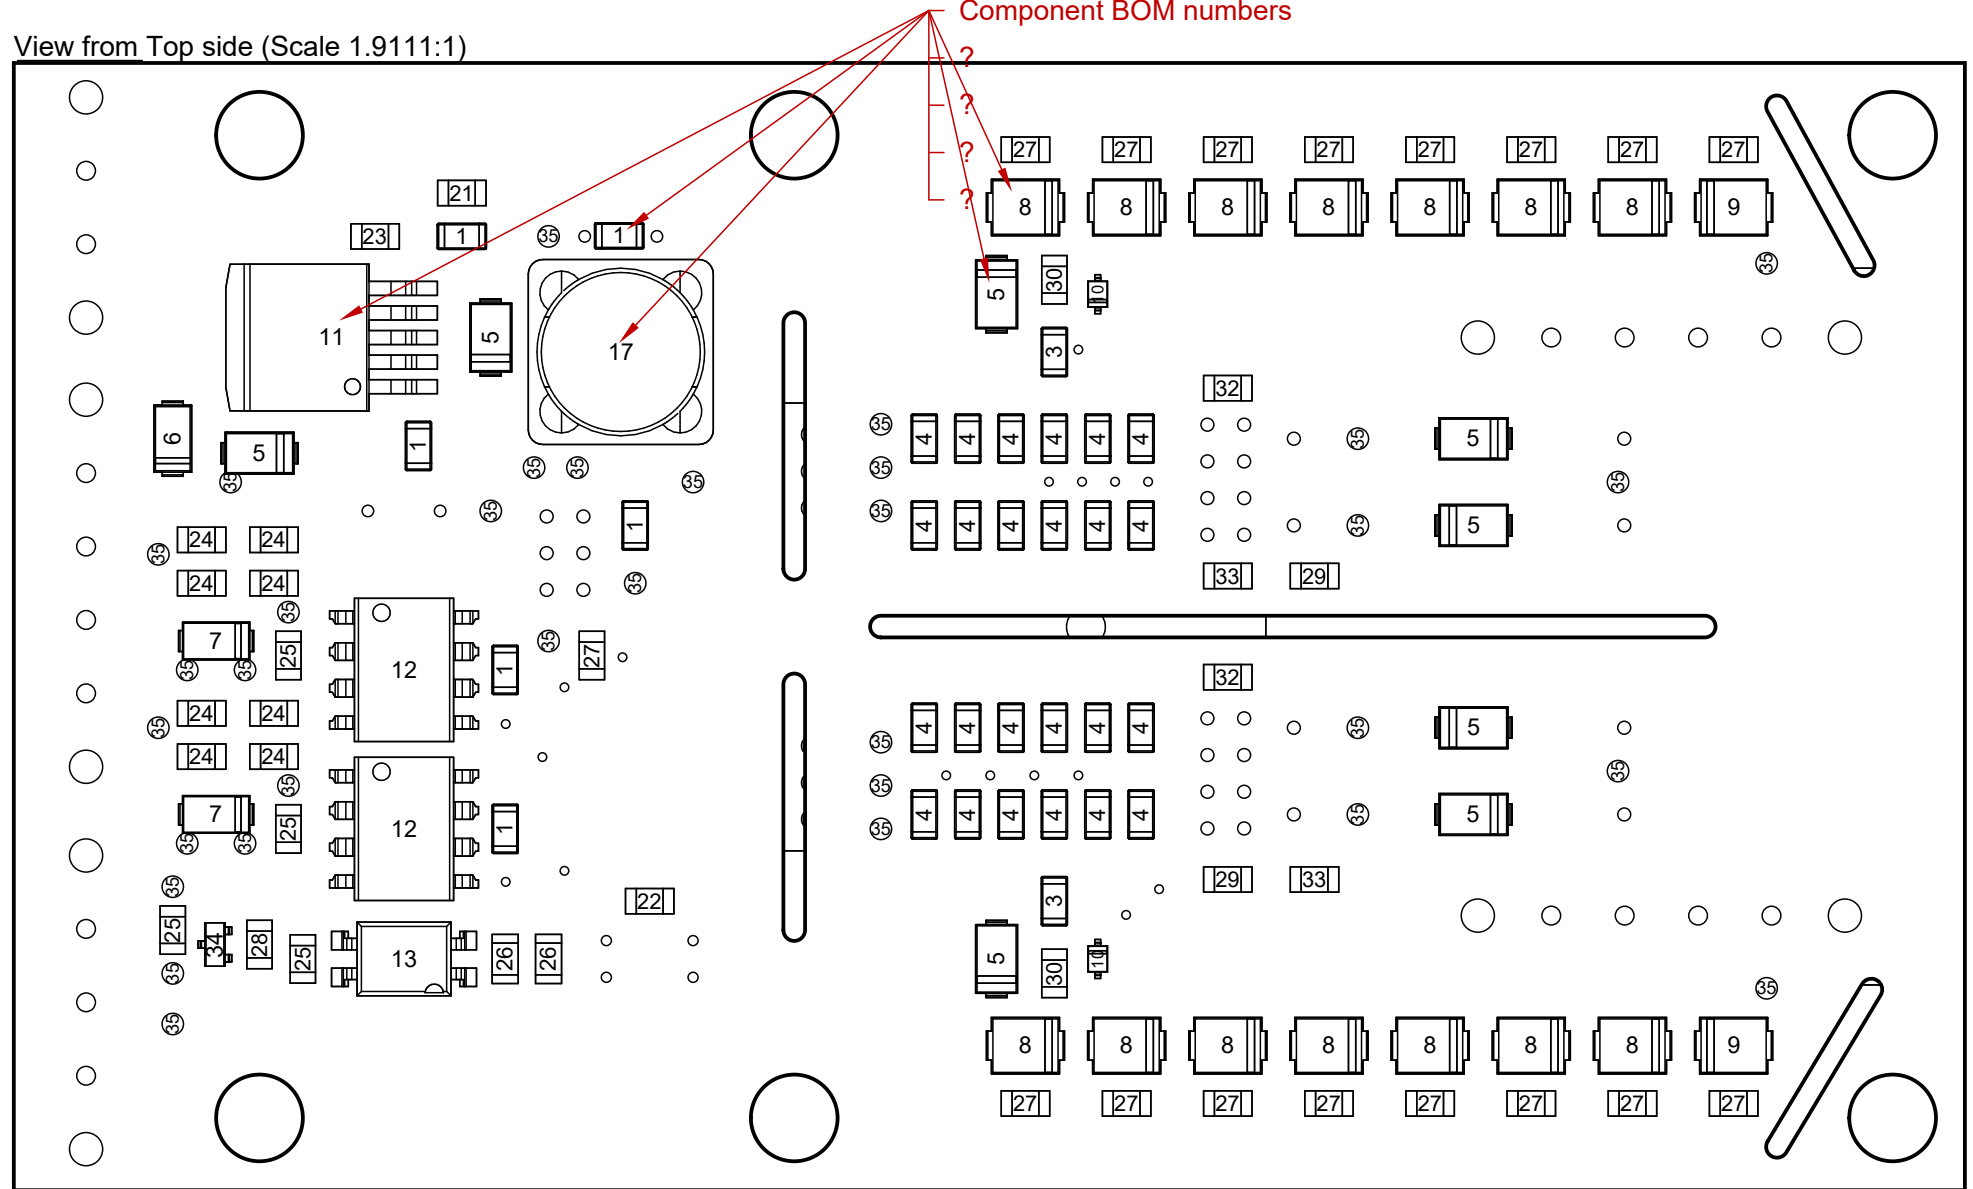 Component BOM numbers
View from Top side (Scale 1.9111:1)
?
?
?
?
27 27 27 27 27 27 27 27
21
8 8 8 8 8 8 8 9
23 1 35 1
35
5 30 10
11 5 17
3
32
6 5 1
35 4 4 4 4 4 4 35 5
35 35 35 35
35 35
35 1 35 4 4 4 4 4 4 35 5
24 24
35
24 24 35 33 29
35
7 25 12 1 35 27
35 35
32
24 24
35 4 4 4 4 4 4 35 5
35
24 24
35 35 35
7 25 12 1 35 4 4 4 4 4 4 35 5
35 35
35 29 33
22 3
25 34 28 25 13 26 26 5 30 10
35 35
35
8 8 8 8 8 8 8 9
27 27 27 27 27 27 27 27